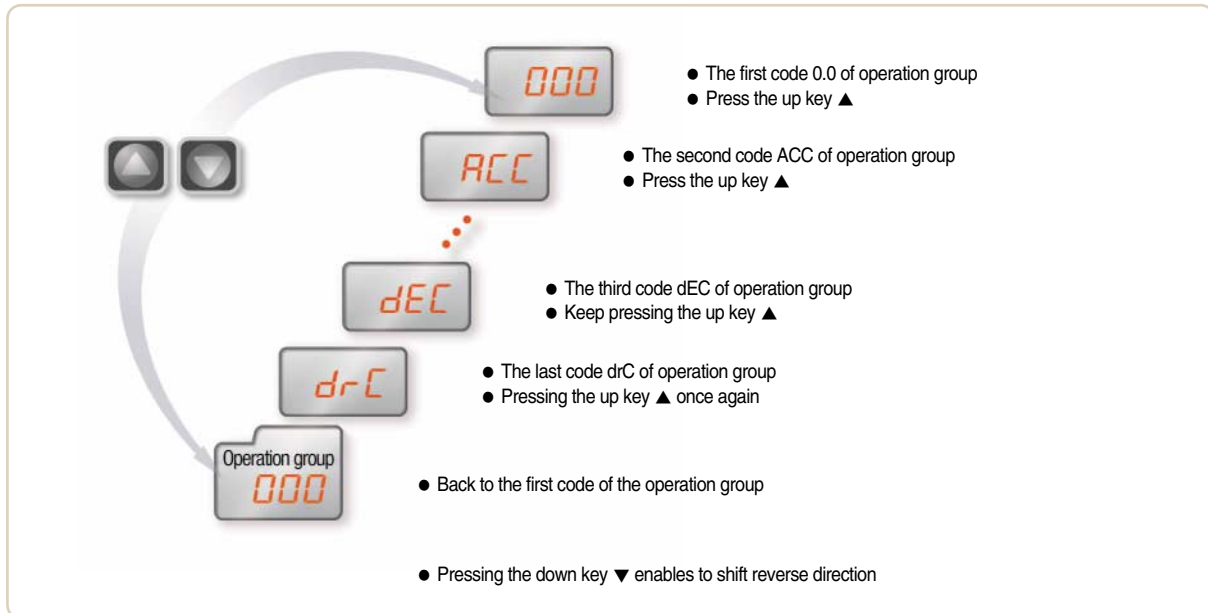 000
● The first code 0.0 of operation group
● Press the up key ▲
ACC
● The second code ACC of operation group
● Press the up key ▲
dEC
● The third code dEC of operation group
● Keep pressing the up key ▲
drC
● The last code drC of operation group
● Pressing the up key ▲ once again
Operation group
000
● Back to the first code of the operation group
● Pressing the down key ▼ enables to shift reverse direction